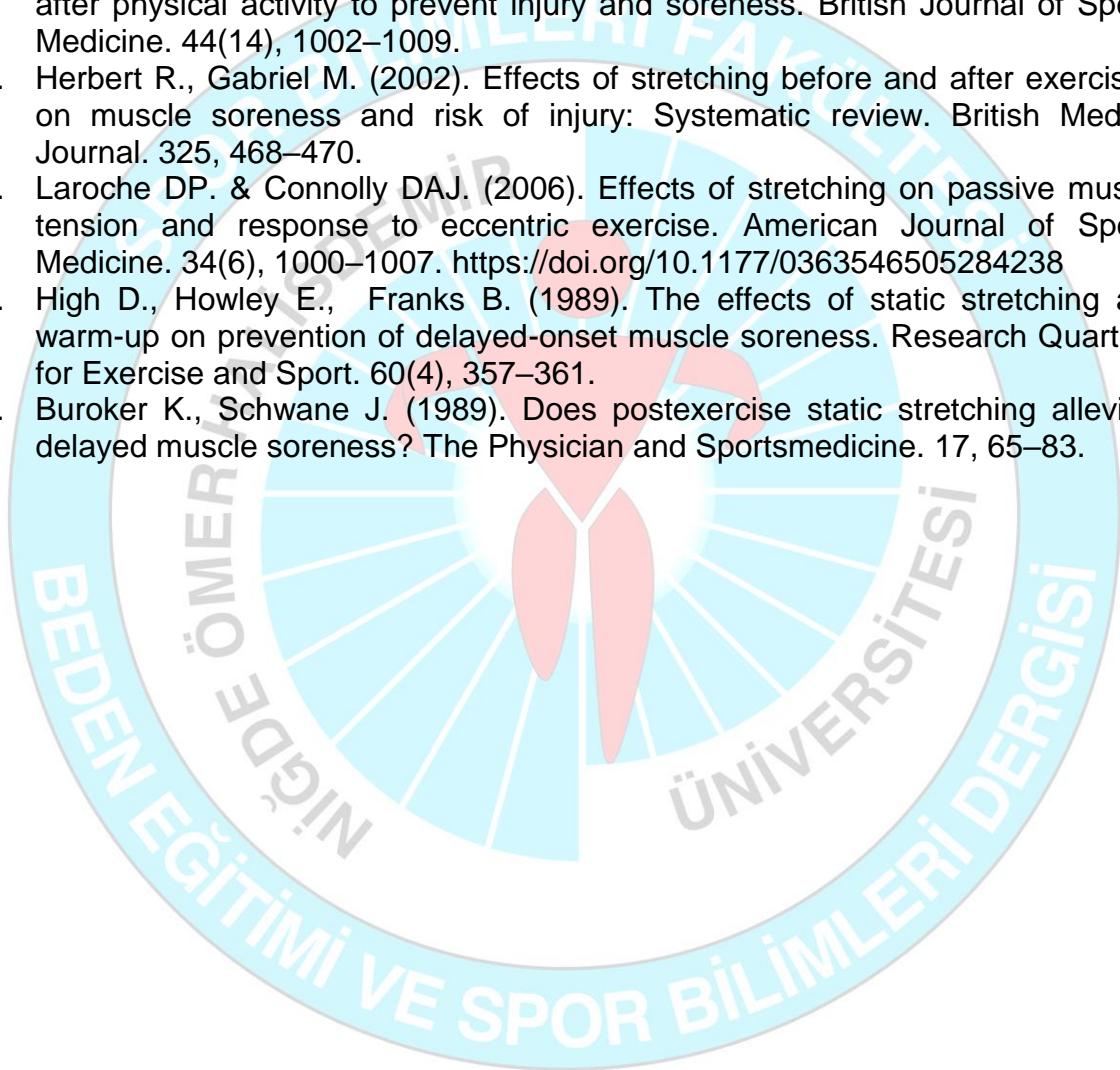 after physical activity to prevent injury and soreness. British Journal of Spo
Medicine. 44(14), 1002–1009.
. Herbert R., Gabriel M. (2002). Effects of stretching before and after exercis
on muscle soreness and risk of injury: Systematic review. British Med
Journal. 325, 468–470.
. Laroche DP. & Connolly DAJ. (2006). Effects of stretching on passive mus
tension and response to eccentric exercise. American Journal of Spo
Medicine. 34(6), 1000–1007. https://doi.org/10.1177/0363546505284238
. High D., Howley E., Franks B. (1989). The effects of static stretching a
warm-up on prevention of delayed-onset muscle soreness. Research Quart
for Exercise and Sport. 60(4), 357–361.
. Buroker K., Schwane J. (1989). Does postexercise static stretching allevi
delayed muscle soreness? The Physician and Sportsmedicine. 17, 65–83.
SPOR BİLİMLERİ FAKÜLTESİ
NİĞDE ÖMER HALİSDEMİR
ÜNİVERSİTESİ
BEDEN EĞİTİMİ VE SPOR BİLİMLERİ DERGİSİ